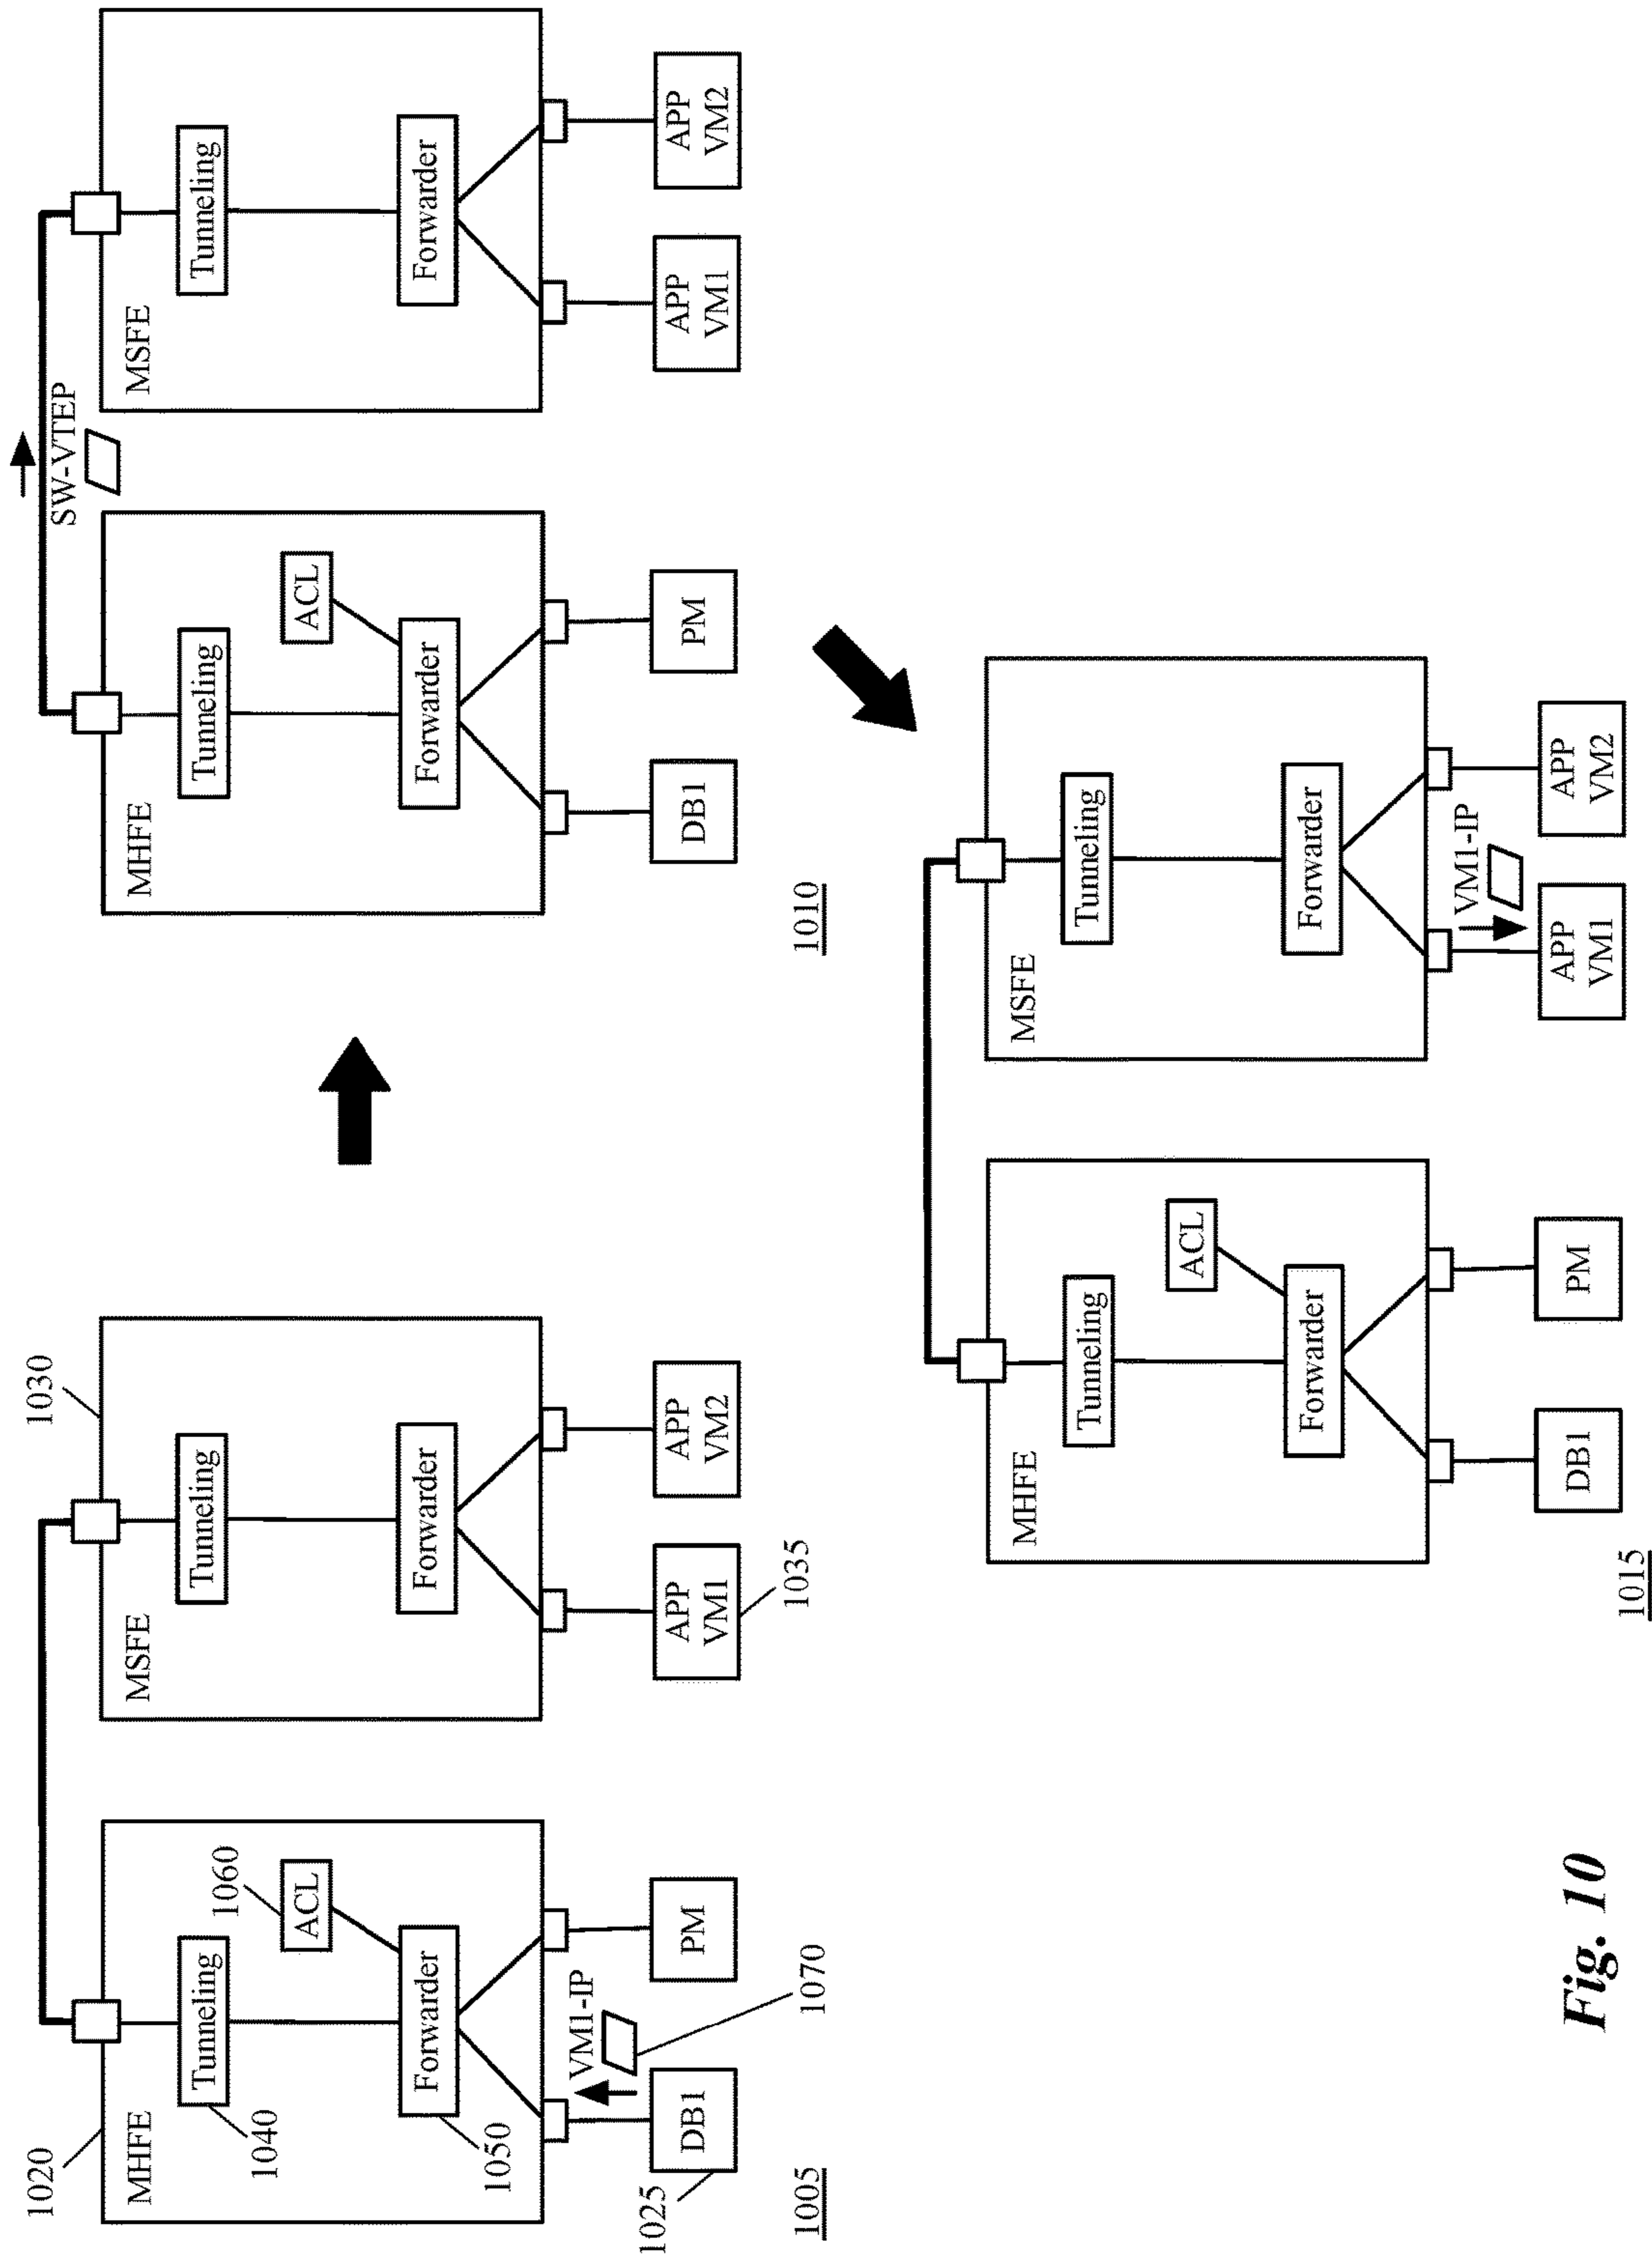 1020
MHFE
Tunneling
1040
1060
ACL
Forwarder
1050
VM1-IP
1070
DB1
PM
1025
1005
1030
MSFE
Tunneling
Forwarder
APP
VM1
APP
VM2
1035
MHFE
Tunneling
ACL
Forwarder
DB1
PM
1010
SW-VTEP
MSFE
Tunneling
Forwarder
APP
VM1
APP
VM2
MHFE
Tunneling
ACL
Forwarder
DB1
PM
1015
MSFE
Tunneling
Forwarder
VM1-IP
APP
VM1
APP
VM2
Fig. 10